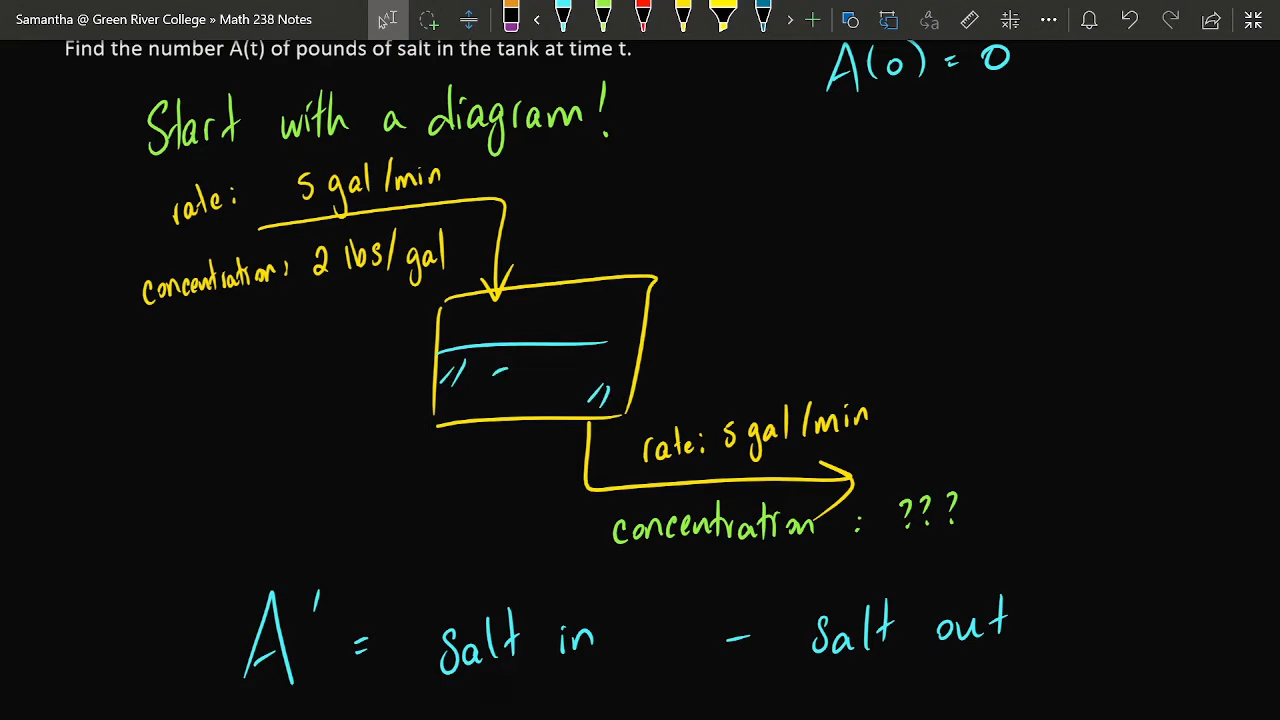 Samantha @ Green River College » Math 238 Notes
Find the number A(t) of pounds of salt in the tank at time t.
A(0) = 0
Start with a diagram!
rate: 5 gal/min
concentration: 2 lbs/gal
rate: 5 gal/min
concentration: ???
A' = Salt in - Salt out